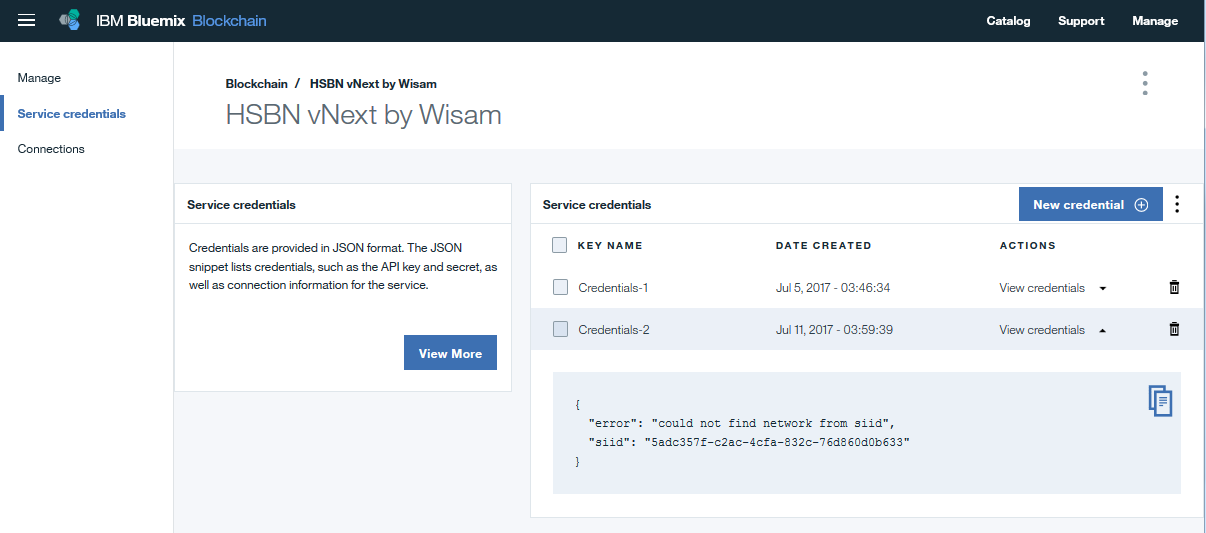 IBM Bluemix Blockchain
Catalog Support Manage
Manage
Service credentials
Connections
Blockchain / HSBN vNext by Wisam
HSBN vNext by Wisam
Service credentials
Credentials are provided in JSON format. The JSON
snippet lists credentials, such as the API key and secret, as
well as connection information for the service.
View More
Service credentials
New credential
KEY NAME DATE CREATED ACTIONS
Credentials-1 Jul 5, 2017 - 03:46:34 View credentials
Credentials-2 Jul 11, 2017 - 03:59:39 View credentials
{
"error": "could not find network from siid",
"siid": "5adc357f-c2ac-4cfa-832c-76d860d0b633"
}